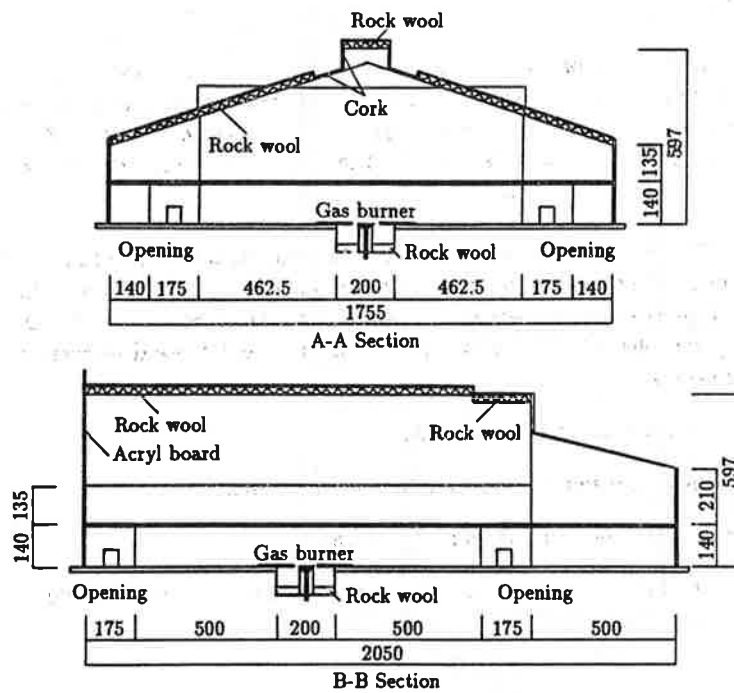 Rock wool
Cork
Rock wool
597
135
140
Gas burner
Opening
Rock wool
Opening
140 175 462.5 200 462.5 175 140
1755
A-A Section
Rock wool
Rock wool
Acryl board
597
135
210
140
140
Gas burner
Opening
Rock wool
Opening
175 500 200 500 175 500
2050
B-B Section